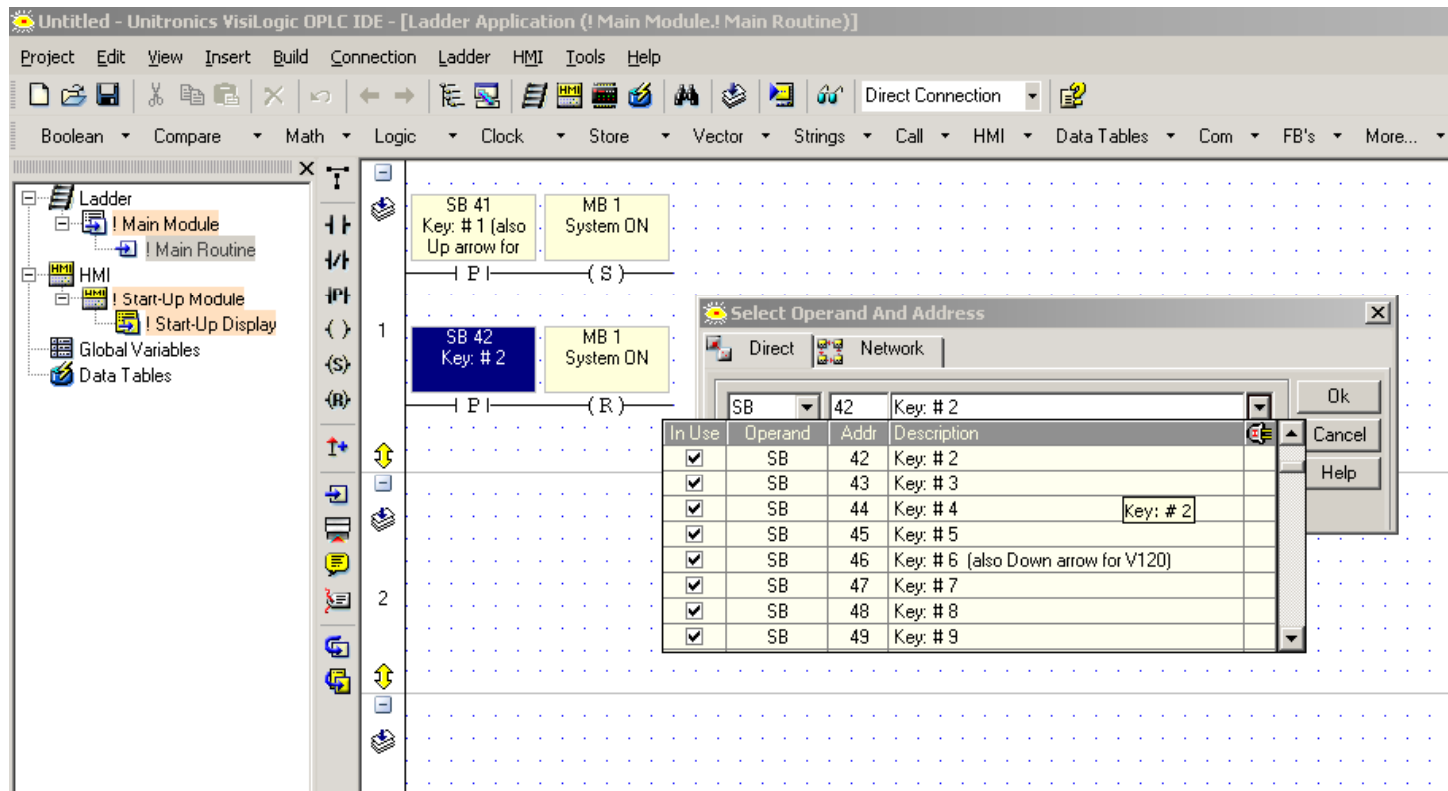 Untitled - Unitronics VisiLogic OPLC IDE - [Ladder Application (! Main Module.! Main Routine)]
Project Edit View Insert Build Connection Ladder HMI Tools Help
HMI Direct Connection
Boolean Compare Math Logic Clock Store Vector Strings Call HMI Data Tables Com FB's More...
Ladder
! Main Module
! Main Routine
HMI
! Start-Up Module
! Start-Up Display
Global Variables
Data Tables
SB 41
Key: # 1 (also
Up arrow for
MB 1
System ON
P
( S )
1
SB 42
Key: # 2
MB 1
System ON
P
( R )
2
Select Operand And Address
Direct Network
SB 42 Key: # 2
Ok
Cancel
Help
In Use Operand Addr Description
SB 42 Key: # 2
SB 43 Key: # 3
SB 44 Key: # 4
Key: # 2
SB 45 Key: # 5
SB 46 Key: # 6 (also Down arrow for V120)
SB 47 Key: # 7
SB 48 Key: # 8
SB 49 Key: # 9